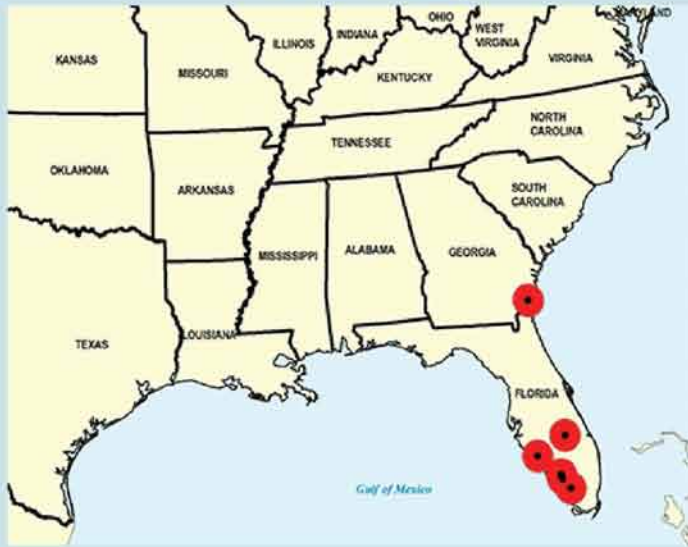 OHIO
MARYLAND
INDIANA
WEST
VIRGINIA
ILLINOIS
KANSAS
VIRGINIA
MISSOURI
KENTUCKY
NORTH
CAROLINA
TENNESSEE
OKLAHOMA
ARKANSAS
SOUTH
CAROLINA
MISSISSIPPI
ALABAMA
GEORGIA
LOUISIANA
TEXAS
FLORIDA
Gulf of Mexico